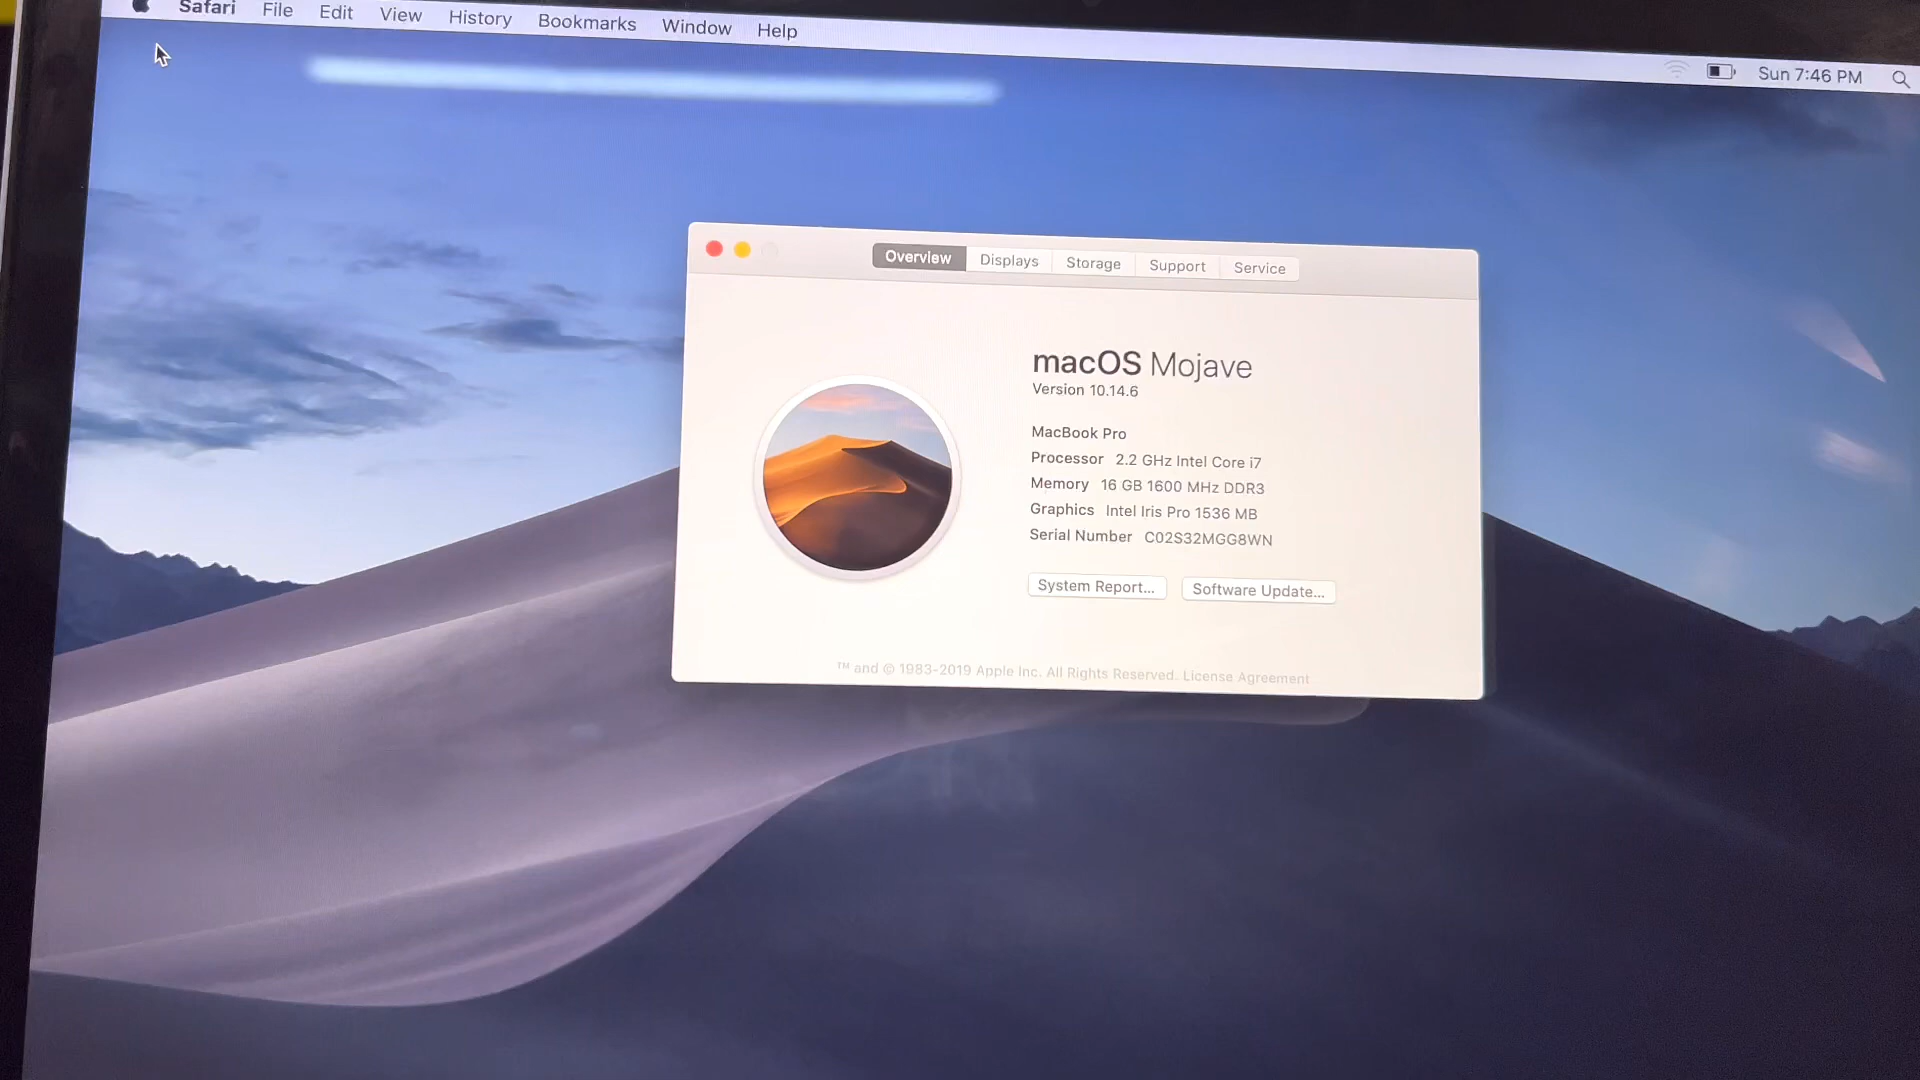 Safari File Edit View History Bookmarks Window Help
Sun 7:46 PM
Overview Displays Storage Support Service
macOS Mojave
Version 10.14.6
MacBook Pro
Processor 2.2 GHz Intel Core i7
Memory 16 GB 1600 MHz DDR3
Graphics Intel Iris Pro 1536 MB
Serial Number C02S32MGG8WN
System Report... Software Update...
™ and © 1983-2019 Apple Inc. All Rights Reserved. License Agreement